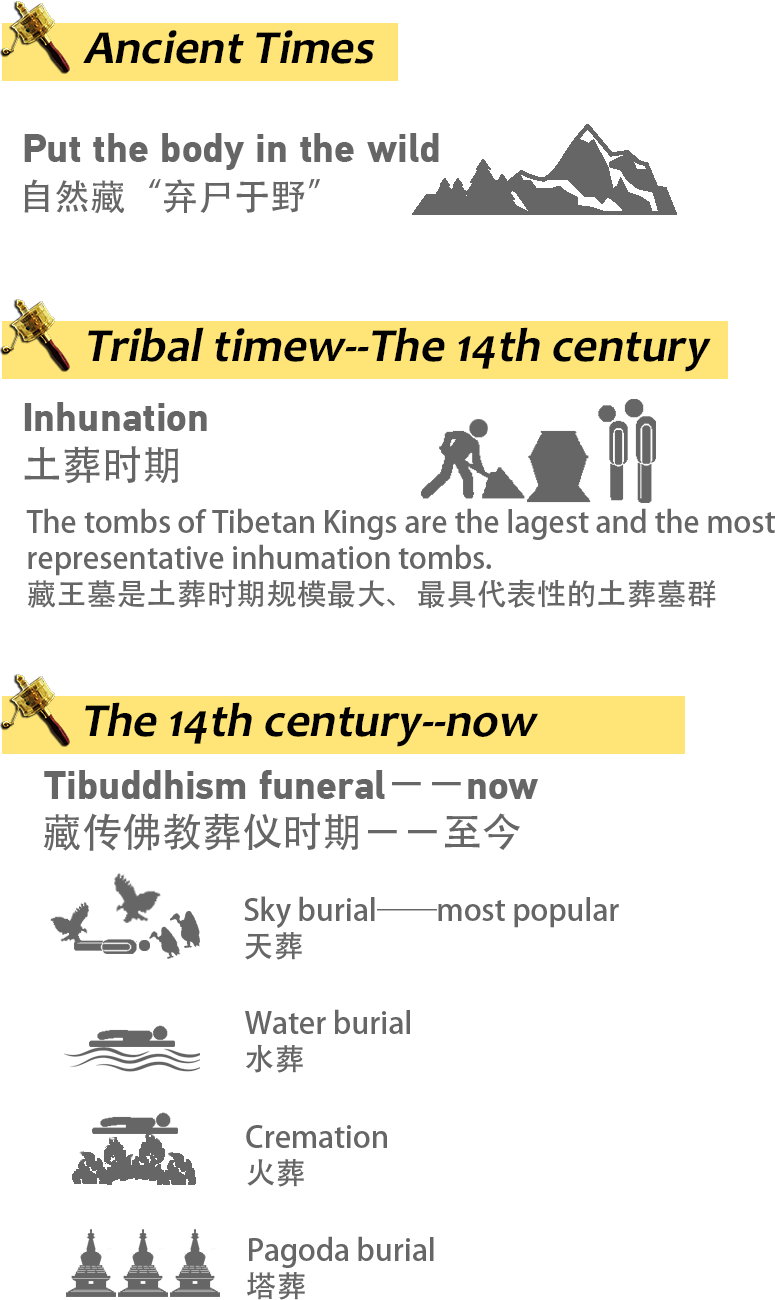 Ancient Times
Put the body in the wild
自然藏“弃尸于野”
Tribal timew--The 14th century
Inhunation
土葬时期
The tombs of Tibetan Kings are the lagest and the most
representative inhumation tombs.
藏王墓是土葬时期规模最大、最具代表性的土葬墓群
The 14th century--now
Tibuddhism funeral——now
藏传佛教葬仪时期——至今
Sky burial——most popular
天葬
Water burial
水葬
Cremation
火葬
Pagoda burial
塔葬